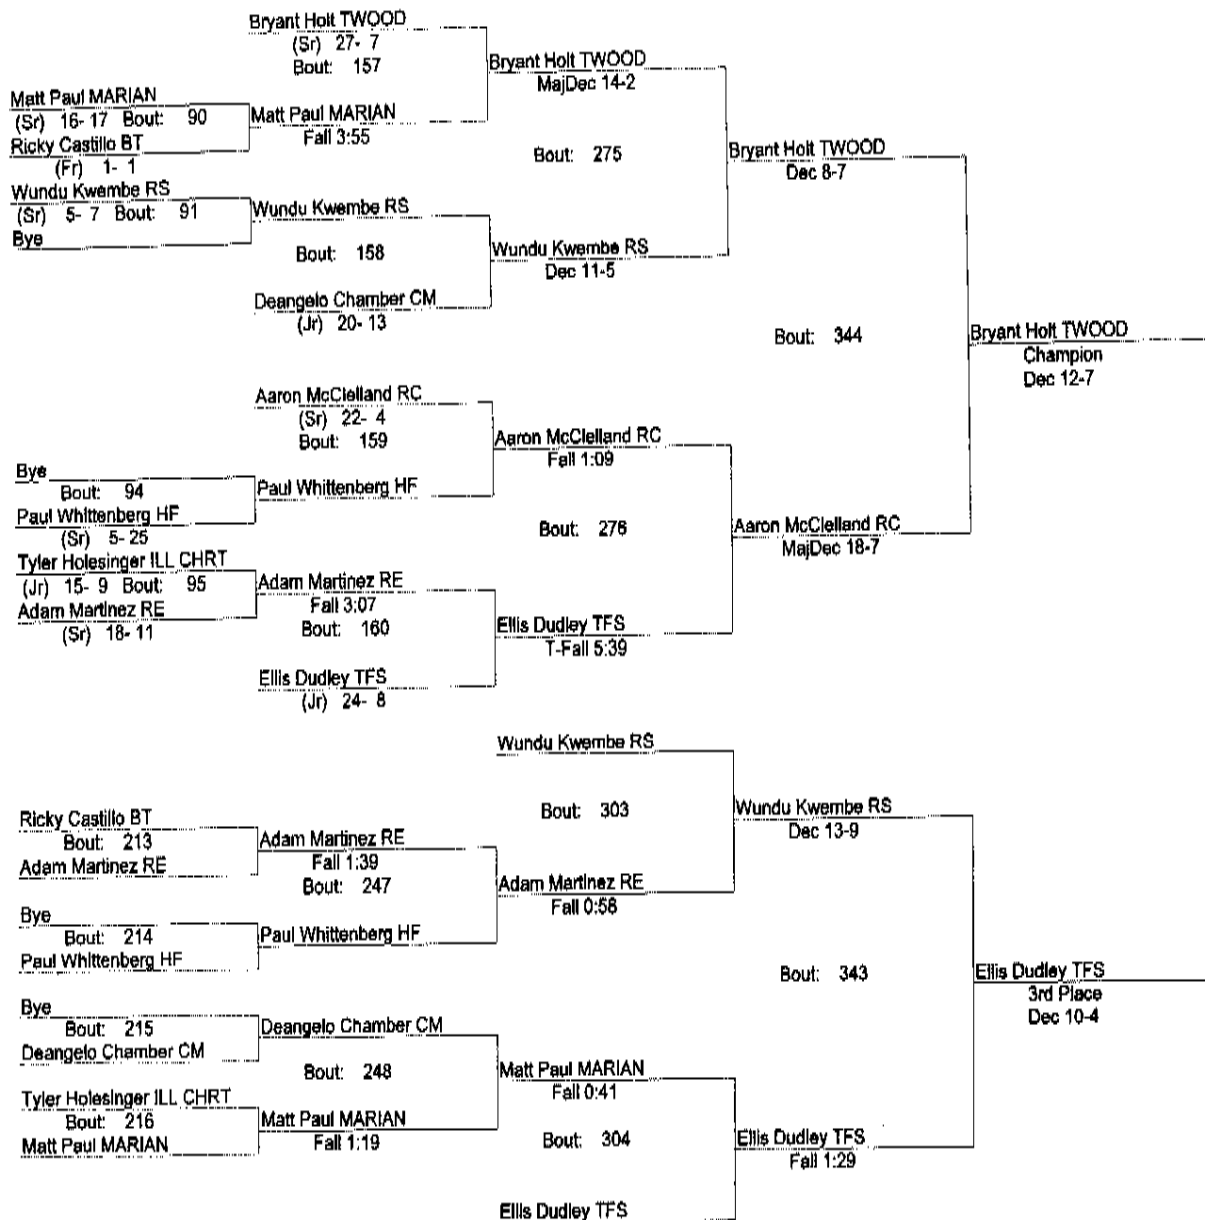 Bryant Holt TWOOD
(Sr) 27- 7
Bout: 157
Bryant Holt TWOOD
MajDec 14-2
Matt Paul MARIAN
(Sr) 16- 17 Bout: 90
Matt Paul MARIAN
Fall 3:55
Ricky Castillo BT
(Fr) 1- 1
Bout: 275
Bryant Holt TWOOD
Dec 8-7
Wundu Kwembe RS
(Sr) 5- 7 Bout: 91
Wundu Kwembe RS
Bye
Bout: 158
Wundu Kwembe RS
Dec 11-5
Deangelo Chamber CM
(Jr) 20- 13
Bout: 344
Bryant Holt TWOOD
Champion
Dec 12-7
Aaron McClelland RC
(Sr) 22- 4
Bout: 159
Aaron McClelland RC
Fall 1:09
Bye
Bout: 94
Paul Whittenberg HF
Paul Whittenberg HF
(Sr) 5- 25
Bout: 276
Aaron McClelland RC
MajDec 18-7
Tyler Holesinger ILL CHRT
(Jr) 15- 9 Bout: 95
Adam Martinez RE
Fall 3:07
Adam Martinez RE
(Sr) 18- 11
Bout: 160
Ellis Dudley TFS
T-Fall 5:39
Ellis Dudley TFS
(Jr) 24- 8
Wundu Kwembe RS
Bout: 303
Wundu Kwembe RS
Dec 13-9
Ricky Castillo BT
Bout: 213
Adam Martinez RE
Adam Martinez RE
Fall 1:39
Bout: 247
Adam Martinez RE
Fall 0:58
Bye
Bout: 214
Paul Whittenberg HF
Paul Whittenberg HF
Bout: 343
Ellis Dudley TFS
3rd Place
Dec 10-4
Bye
Bout: 215
Deangelo Chamber CM
Deangelo Chamber CM
Bout: 248
Matt Paul MARIAN
Fall 0:41
Tyler Holesinger ILL CHRT
Bout: 216
Matt Paul MARIAN
Matt Paul MARIAN
Fall 1:19
Bout: 304
Ellis Dudley TFS
Fall 1:29
Ellis Dudley TFS